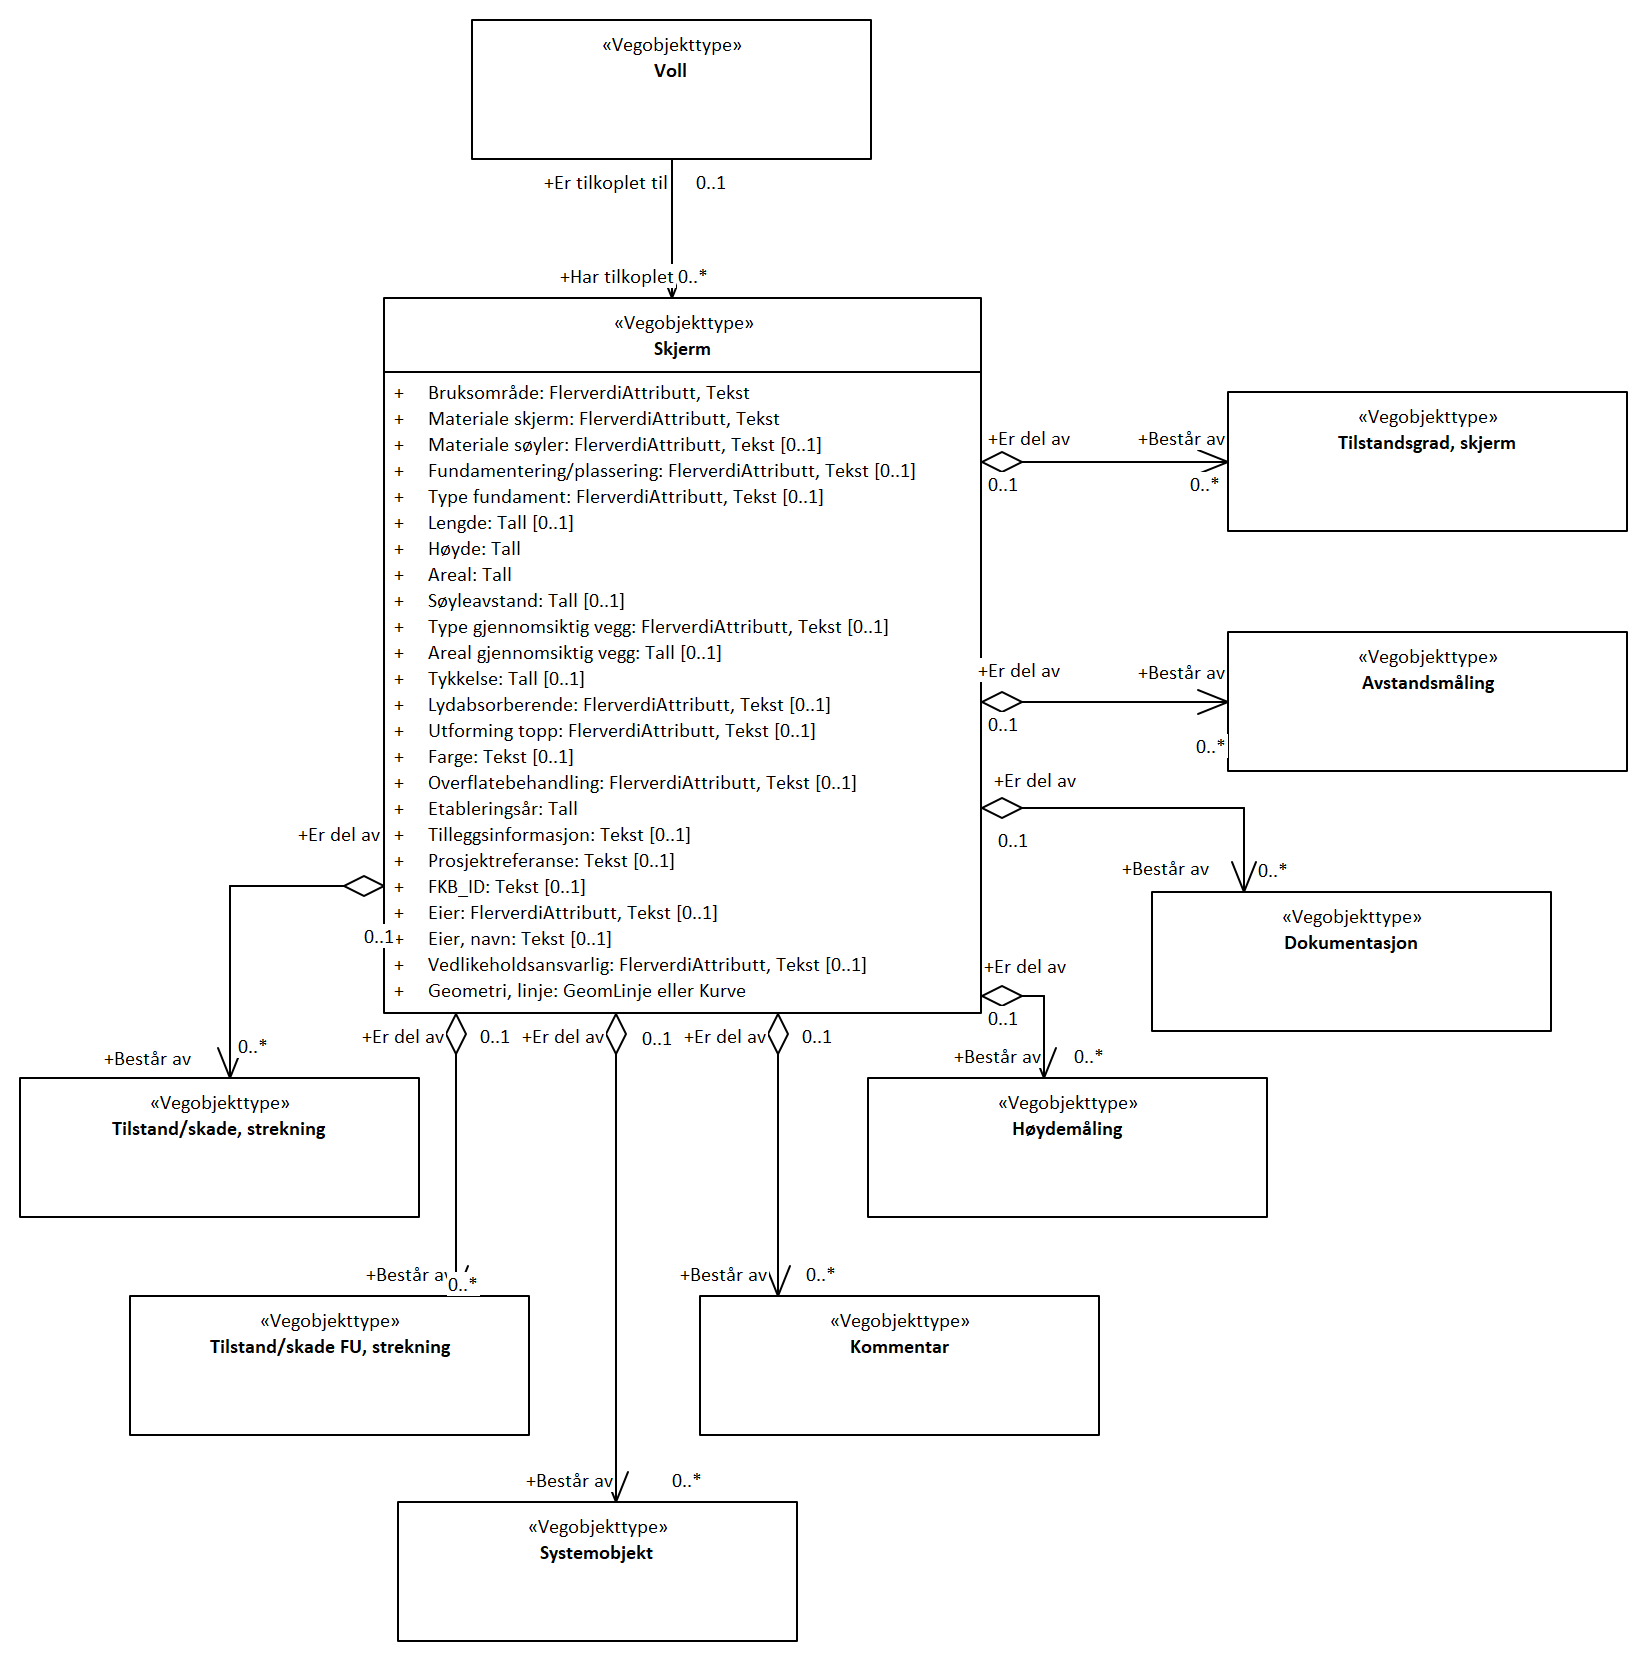 «Vegobjekttype»
Voll
+Er tilkoplet til 0..1
+Har tilkoplet 0..*
«Vegobjekttype»
Skjerm
+ Bruksområde: FlerverdiAttributt, Tekst
+ Materiale skjerm: FlerverdiAttributt, Tekst
+ Materiale søyler: FlerverdiAttributt, Tekst [0..1]
+ Fundamentering/plassering: FlerverdiAttributt, Tekst [0..1]
+ Type fundament: FlerverdiAttributt, Tekst [0..1]
+ Lengde: Tall [0..1]
+ Høyde: Tall
+ Areal: Tall
+ Søyleavstand: Tall [0..1]
+ Type gjennomsiktig vegg: FlerverdiAttributt, Tekst [0..1]
+ Areal gjennomsiktig vegg: Tall [0..1]
+ Tykkelse: Tall [0..1]
+ Lydabsorberende: FlerverdiAttributt, Tekst [0..1]
+ Utforming topp: FlerverdiAttributt, Tekst [0..1]
+ Farge: Tekst [0..1]
+ Overflatebehandling: FlerverdiAttributt, Tekst [0..1]
+ Etableringsår: Tall
+ Tilleggsinformasjon: Tekst [0..1]
+ Prosjektreferanse: Tekst [0..1]
+ FKB_ID: Tekst [0..1]
+ Eier: FlerverdiAttributt, Tekst [0..1]
+ Eier, navn: Tekst [0..1]
+ Vedlikeholdsansvarlig: FlerverdiAttributt, Tekst [0..1]
+ Geometri, linje: GeomLinje eller Kurve
+Er del av +Består av
0..1 0..*
«Vegobjekttype»
Tilstandsgrad, skjerm
+Er del av +Består av
0..1 0..*
«Vegobjekttype»
Avstandsmåling
+Er del av
0..1
+Består av 0..*
«Vegobjekttype»
Dokumentasjon
+Er del av
0..1
+Består av 0..*
«Vegobjekttype»
Høydemåling
+Er del av
0..1
+Består av 0..*
«Vegobjekttype»
Tilstand/skade, strekning
+Er del av 0..1 +Er del av 0..1 +Er del av 0..1
+Består av 0..*
«Vegobjekttype»
Tilstand/skade FU, strekning
+Består av 0..*
«Vegobjekttype»
Kommentar
+Består av 0..*
«Vegobjekttype»
Systemobjekt